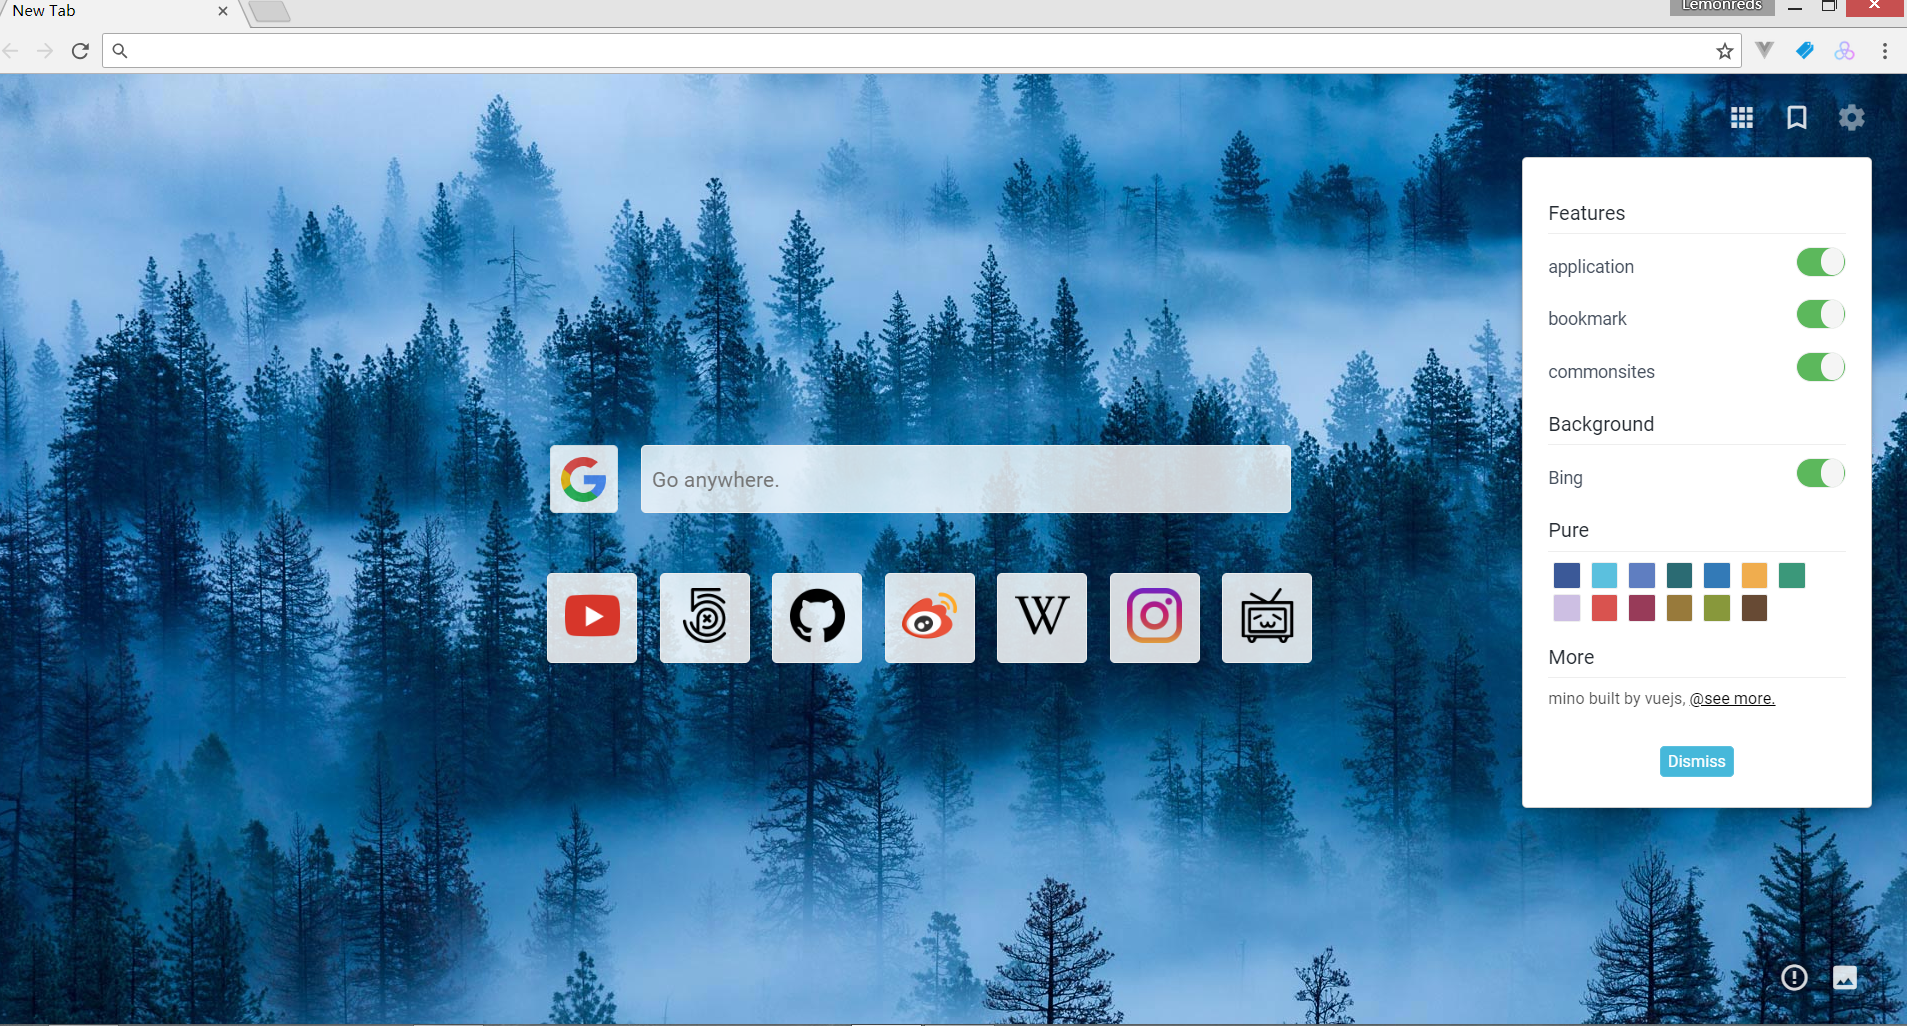 New Tab
Lemonreds
Features
application
bookmark
commonsites
Background
Bing
Pure
More
mino built by vuejs, @see more.
Dismiss
Go anywhere.